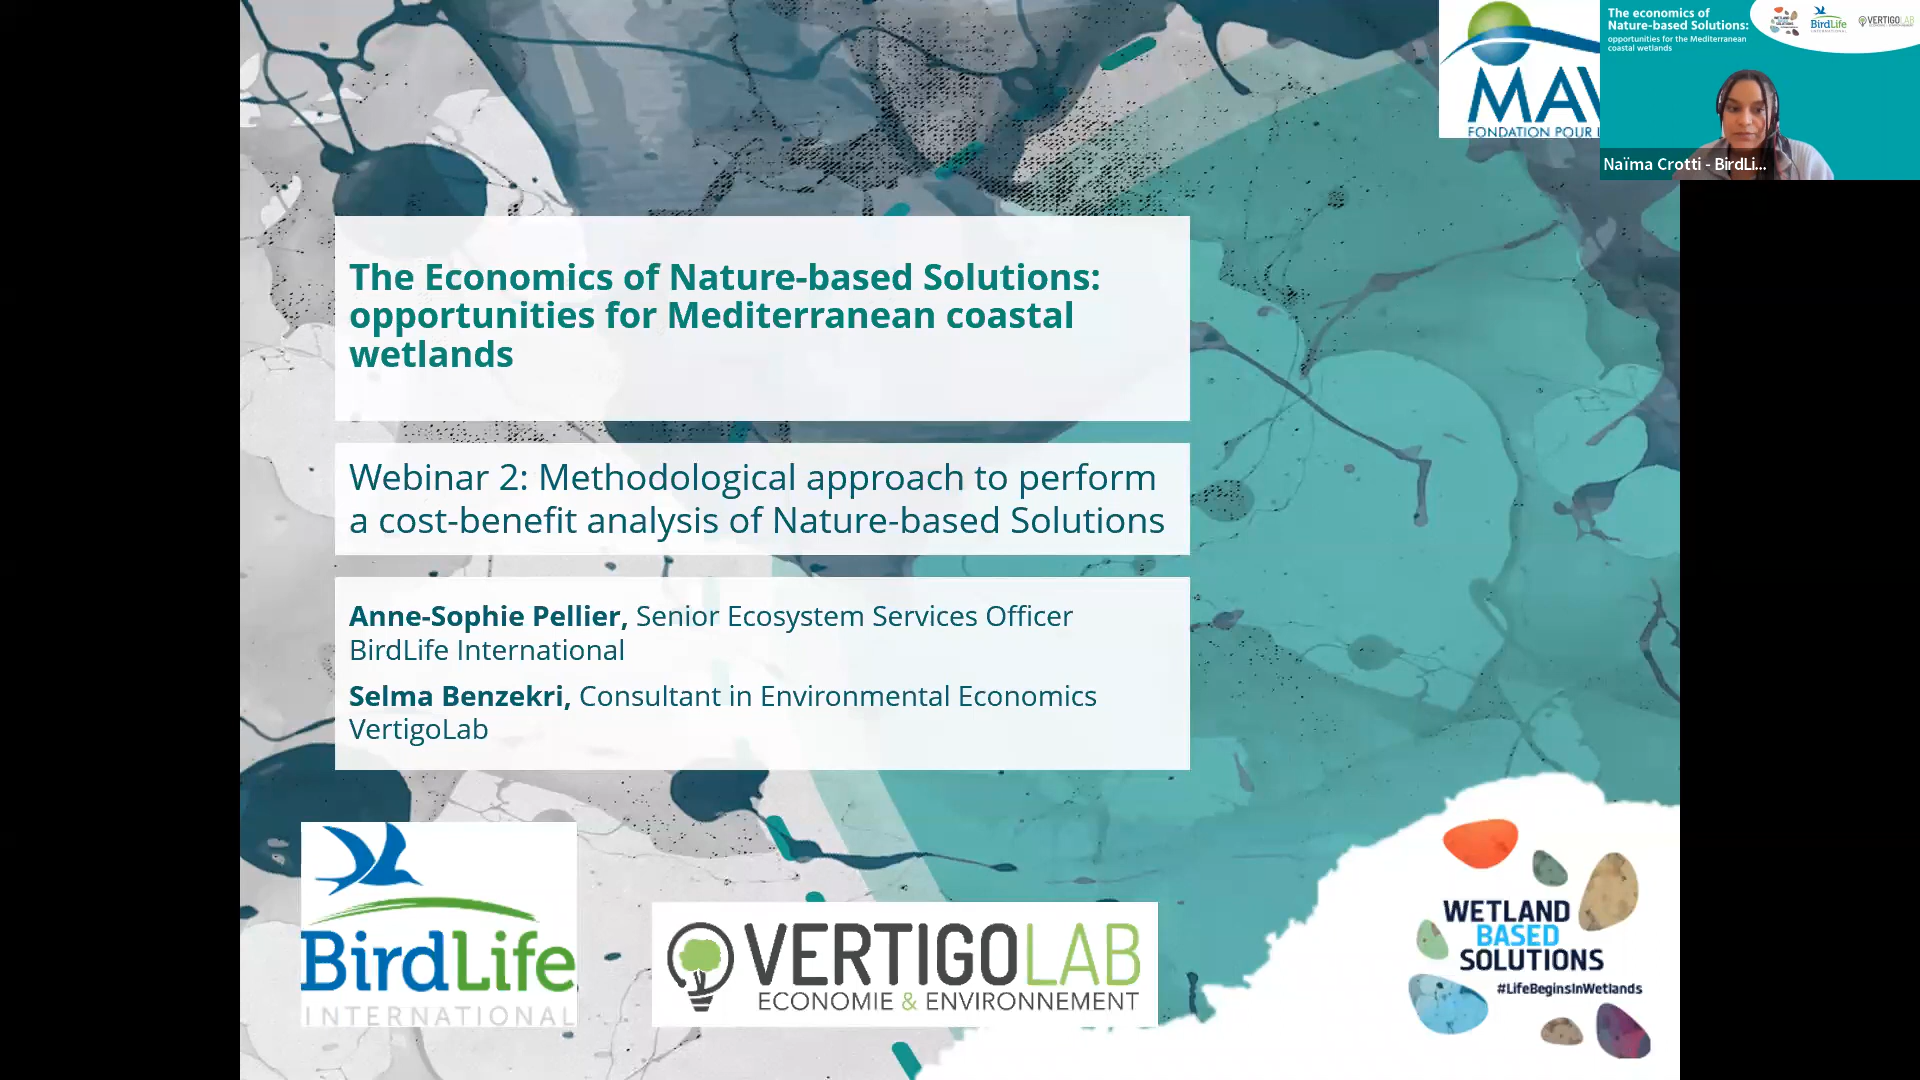 The Economics of Nature-based Solutions:
opportunities for Mediterranean coastal
wetlands
Webinar 2: Methodological approach to perform
a cost-benefit analysis of Nature-based Solutions
Anne-Sophie Pellier, Senior Ecosystem Services Officer
BirdLife International
Selma Benzekri, Consultant in Environmental Economics
VertigoLab
BirdLife
INTERNATIONAL
VERTIGOLAB
ECONOMIE & ENVIRONNEMENT
WETLAND
BASED
SOLUTIONS
#LifeBeginsInWetlands
FONDATION POUR
The economics of
Nature-based Solutions:
opportunities for the Mediterranean
coastal wetlands
BirdLife
VERTIGOLAB
Naïma Crotti - BirdLi...